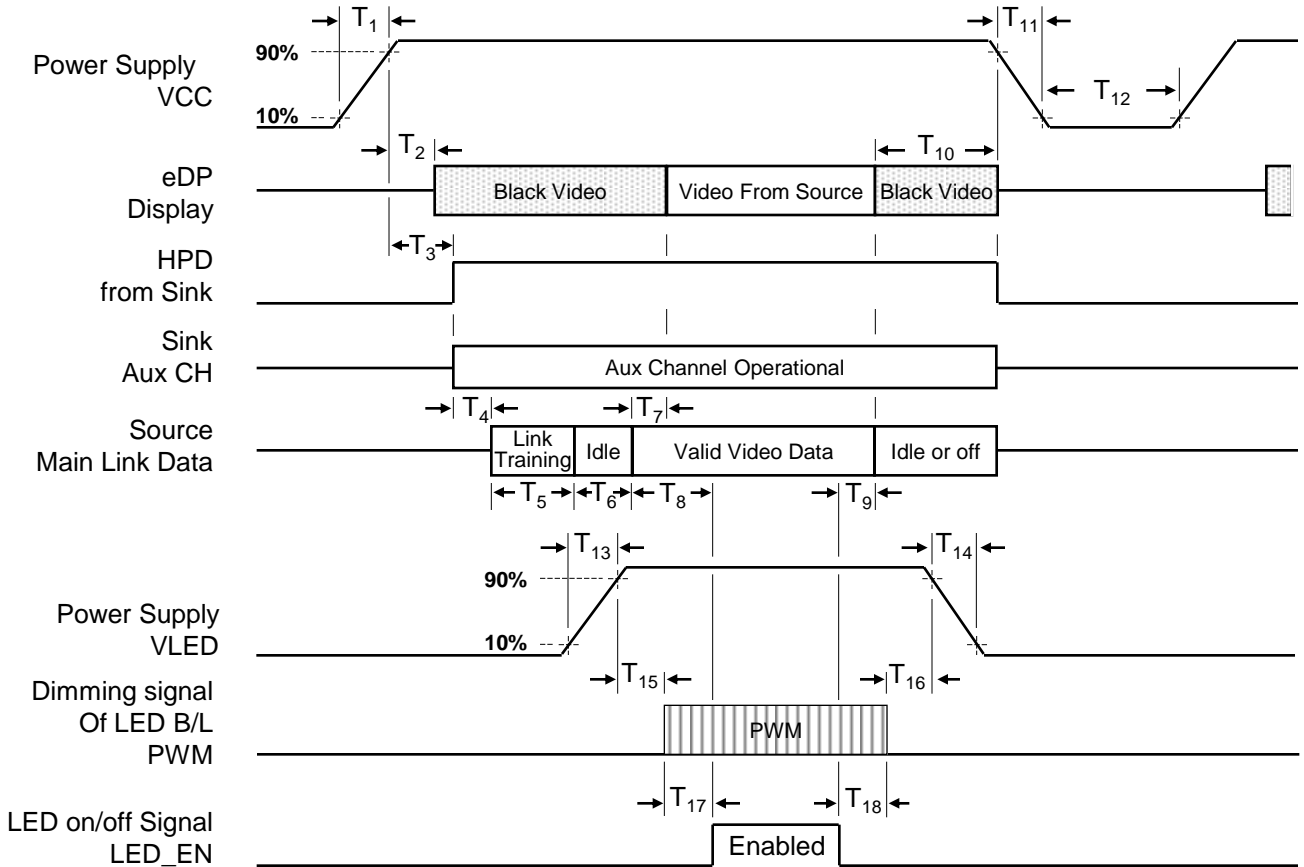 T1
T11
90%
Power Supply
VCC
10%
T12
T2
T10
eDP
Display
Black Video
Video From Source
Black Video
T3
HPD
from Sink
Sink
Aux CH
Aux Channel Operational
T4
T7
Source
Main Link Data
Link
Training
Idle
Valid Video Data
Idle or off
T5
T6
T8
T9
T13
T14
90%
Power Supply
VLED
10%
T15
T16
Dimming signal
Of LED B/L
PWM
PWM
T17
T18
LED on/off Signal
LED_EN
Enabled